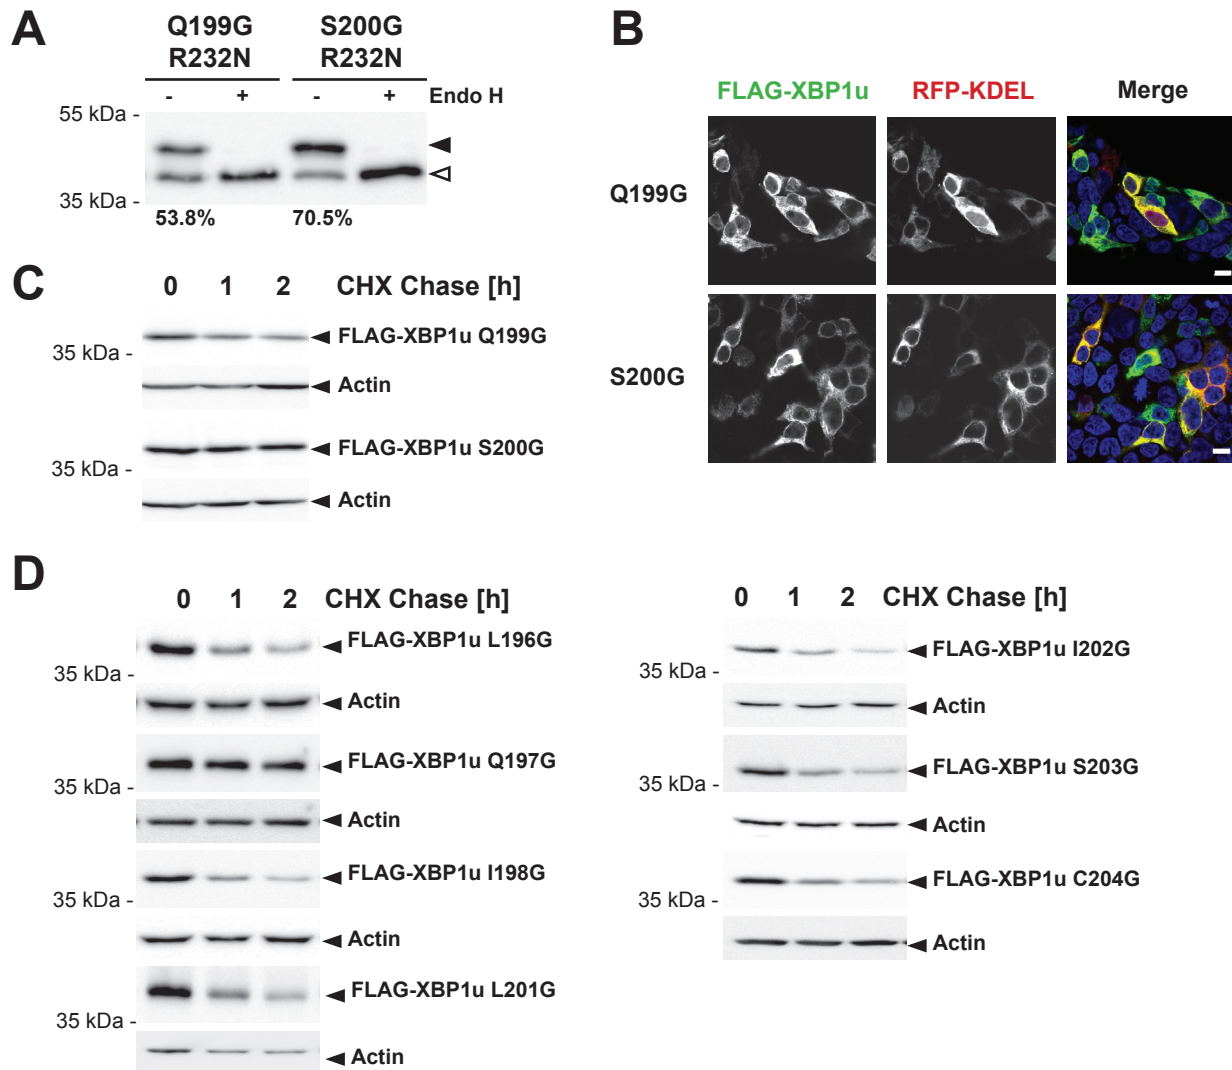 A
Q199G S200G
R232N R232N
- + - + Endo H
55 kDa -
35 kDa -
53.8% 70.5%
B
FLAG-XBP1u RFP-KDEL Merge
Q199G
S200G
C
0 1 2 CHX Chase [h]
FLAG-XBP1u Q199G
35 kDa -
Actin
FLAG-XBP1u S200G
35 kDa -
Actin
D
0 1 2 CHX Chase [h]
FLAG-XBP1u L196G
35 kDa -
Actin
FLAG-XBP1u Q197G
35 kDa -
Actin
FLAG-XBP1u I198G
35 kDa -
Actin
FLAG-XBP1u L201G
35 kDa -
Actin
0 1 2 CHX Chase [h]
FLAG-XBP1u I202G
35 kDa -
Actin
FLAG-XBP1u S203G
35 kDa -
Actin
FLAG-XBP1u C204G
35 kDa -
Actin